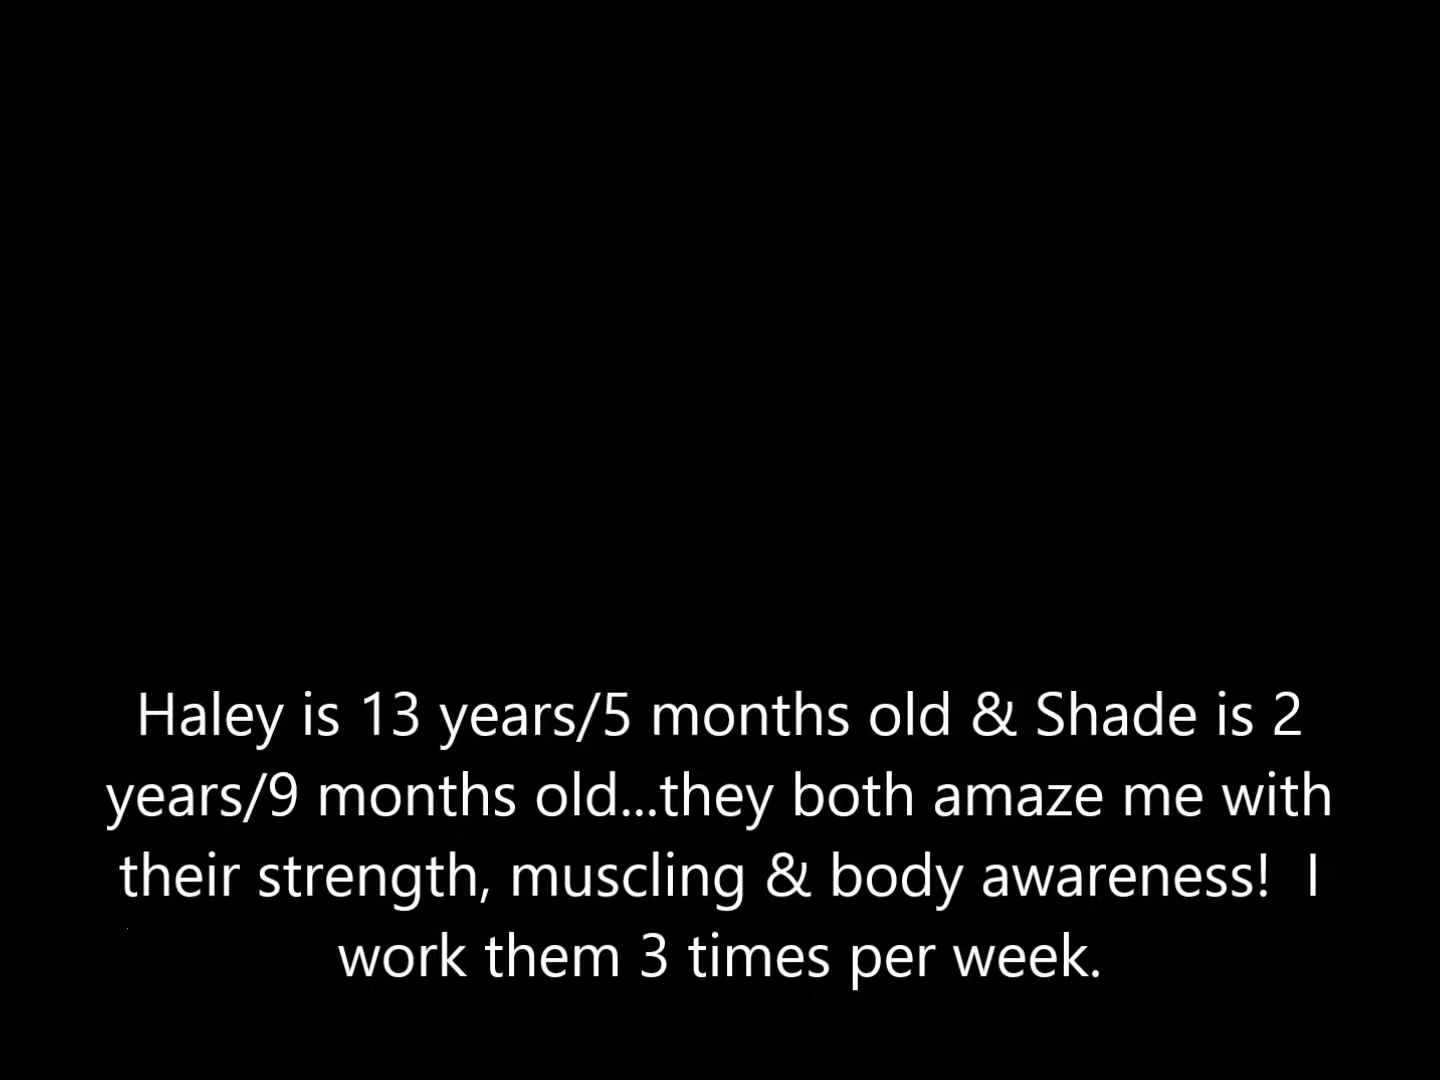 Haley is 13 years/5 months old & Shade is 2
years/9 months old...they both amaze me with
their strength, muscling & body awareness!  I
work them 3 times per week.